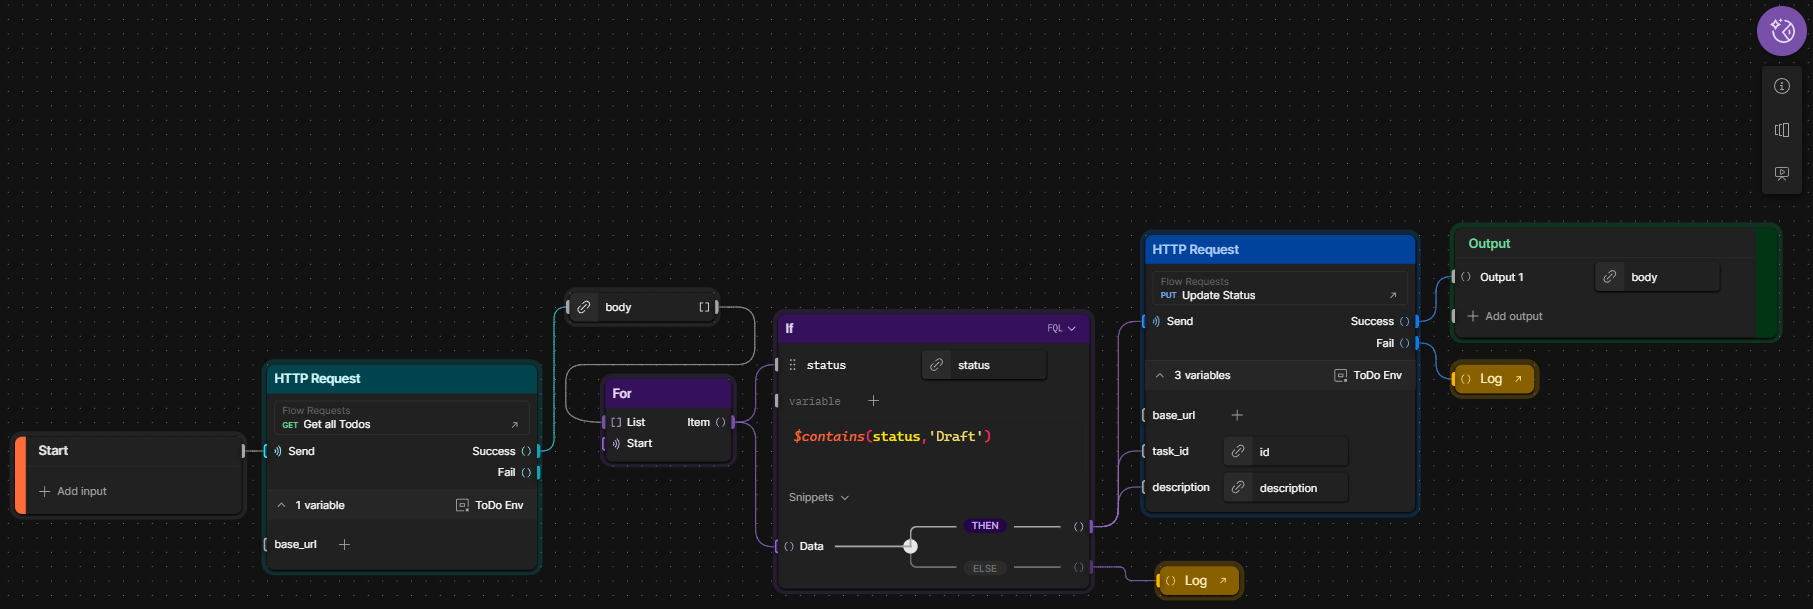 Start
Add input
HTTP Request
Flow Requests
GET Get all Todos
Send
Success ()
Fail ()
1 variable
ToDo Env
base_url
body []
For
[] List
Item ()
Start
If
FQL
status
status
variable
$contains(status,'Draft')
Snippets
THEN ()
() Data
ELSE ()
HTTP Request
Flow Requests
PUT Update Status
Send
Success ()
Fail ()
3 variables
ToDo Env
base_url
task_id
id
description
description
() Log
Output
() Output 1
body
Add output
() Log